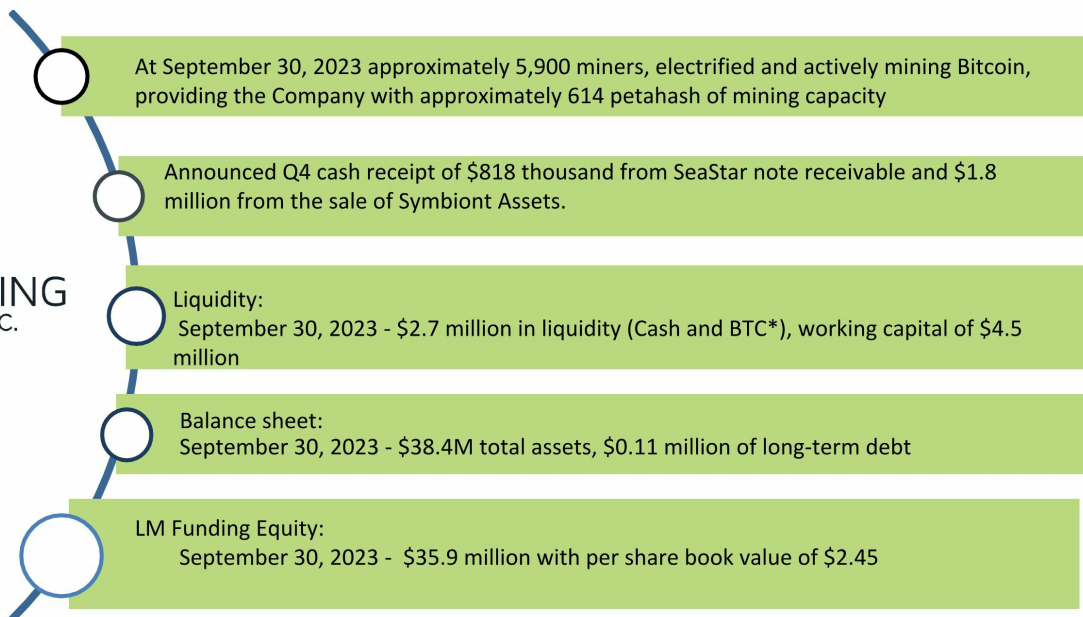 At September 30, 2023 approximately 5,900 miners, electrified and actively mining Bitcoin,
providing the Company with approximately 614 petahash of mining capacity
Announced Q4 cash receipt of $818 thousand from SeaStar note receivable and $1.8
million from the sale of Symbiont Assets.
ING
C.
Liquidity:
September 30, 2023 - $2.7 million in liquidity (Cash and BTC*), working capital of $4.5
million
Balance sheet:
September 30, 2023 - $38.4M total assets, $0.11 million of long-term debt
LM Funding Equity:
September 30, 2023 - $35.9 million with per share book value of $2.45